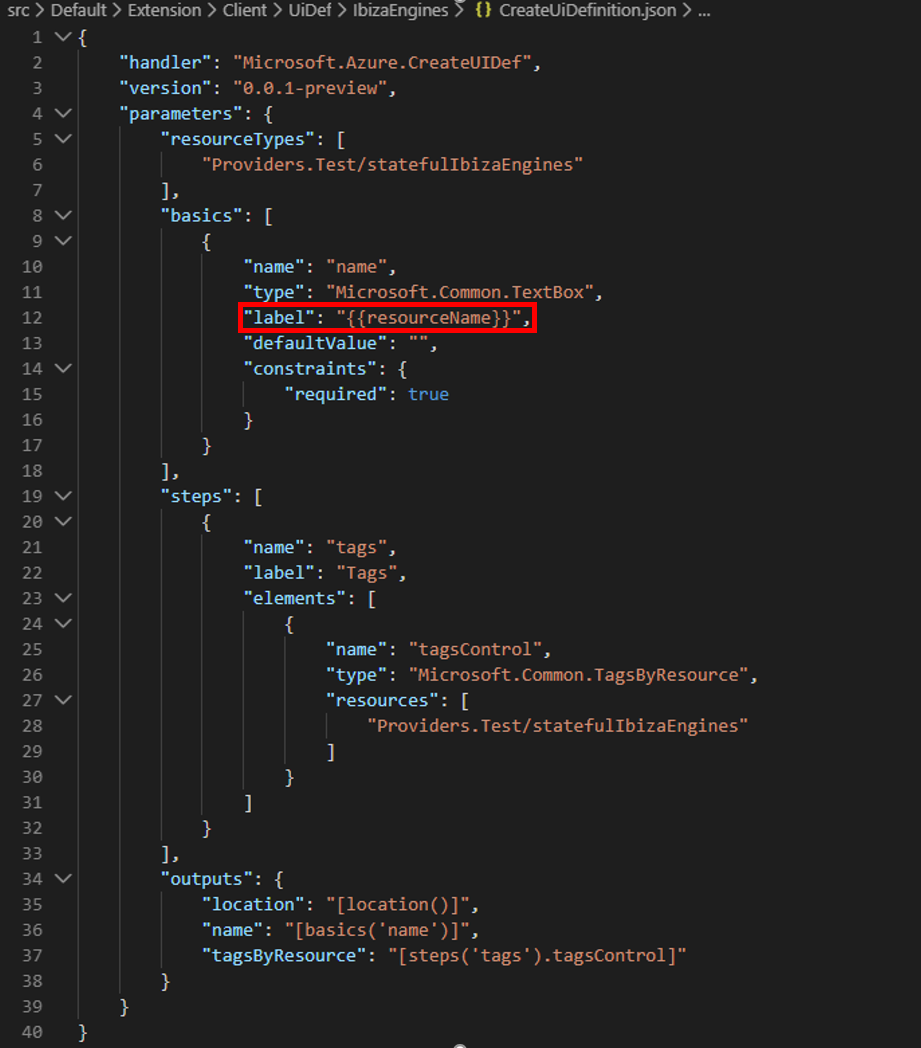 src > Default > Extension > Client > UiDef > IbizaEngines > {} CreateUiDefinition.json > ...
1 {
2 "handler": "Microsoft.Azure.CreateUIDef",
3 "version": "0.0.1-preview",
4 "parameters": {
5 "resourceTypes": [
6 "Providers.Test/statefulIbizaEngines"
7 ],
8 "basics": [
9 {
10 "name": "name",
11 "type": "Microsoft.Common.TextBox",
12 "label": "{{resourceName}}",
13 "defaultValue": "",
14 "constraints": {
15 "required": true
16 }
17 }
18 ],
19 "steps": [
20 {
21 "name": "tags",
22 "label": "Tags",
23 "elements": [
24 {
25 "name": "tagsControl",
26 "type": "Microsoft.Common.TagsByResource",
27 "resources": [
28 "Providers.Test/statefulIbizaEngines"
29 ]
30 }
31 ]
32 }
33 ],
34 "outputs": {
35 "location": "[location()]",
36 "name": "[basics('name')]",
37 "tagsByResource": "[steps('tags').tagsControl]"
38 }
39 }
40 }